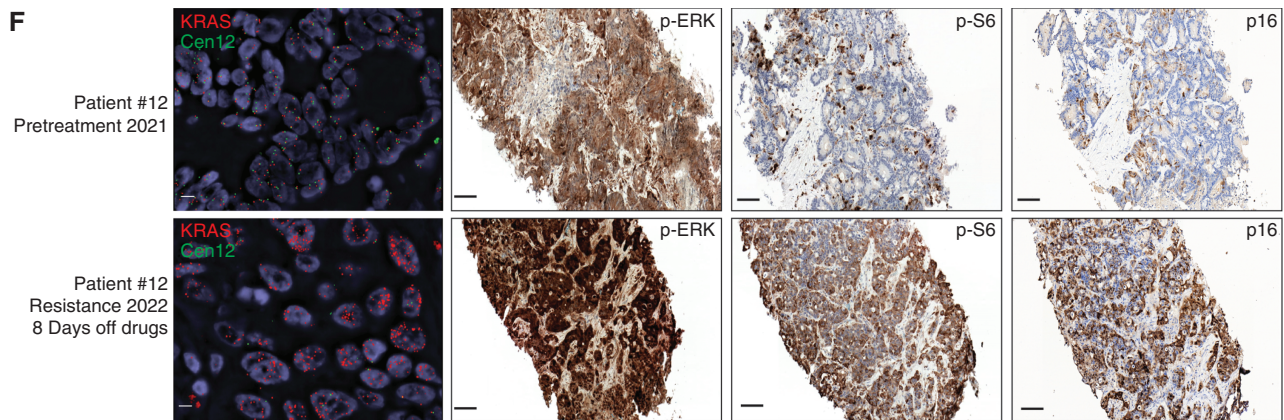 F
KRAS
Cen12
p-ERK
p-S6
p16
Patient #12
Pretreatment 2021
KRAS
Cen12
p-ERK
p-S6
p16
Patient #12
Resistance 2022
8 Days off drugs